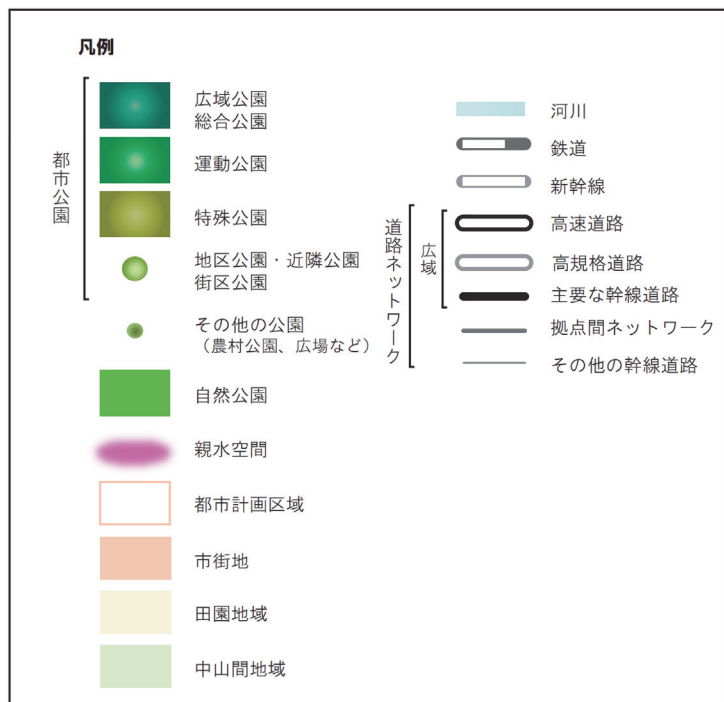 凡例
都市公園
広域公園
総合公園
運動公園
特殊公園
地区公園・近隣公園
街区公園
その他の公園
（農村公園、広場など）
自然公園
親水空間
都市計画区域
市街地
田園地域
中山間地域
河川
鉄道
新幹線
道路ネットワーク
広域
高速道路
高規格道路
主要な幹線道路
拠点間ネットワーク
その他の幹線道路